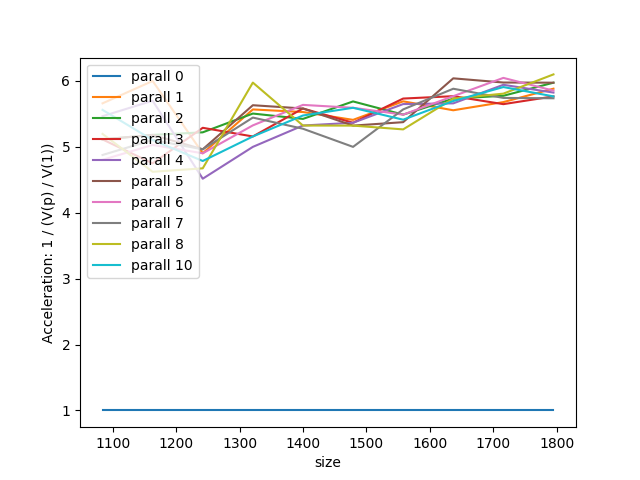 parall 0
parall 1
parall 2
parall 3
parall 4
parall 5
parall 6
parall 7
parall 8
parall 10
Acceleration: 1 / (V(p) / V(1))
6
5
4
3
2
1
1100 1200 1300 1400 1500 1600 1700 1800
size